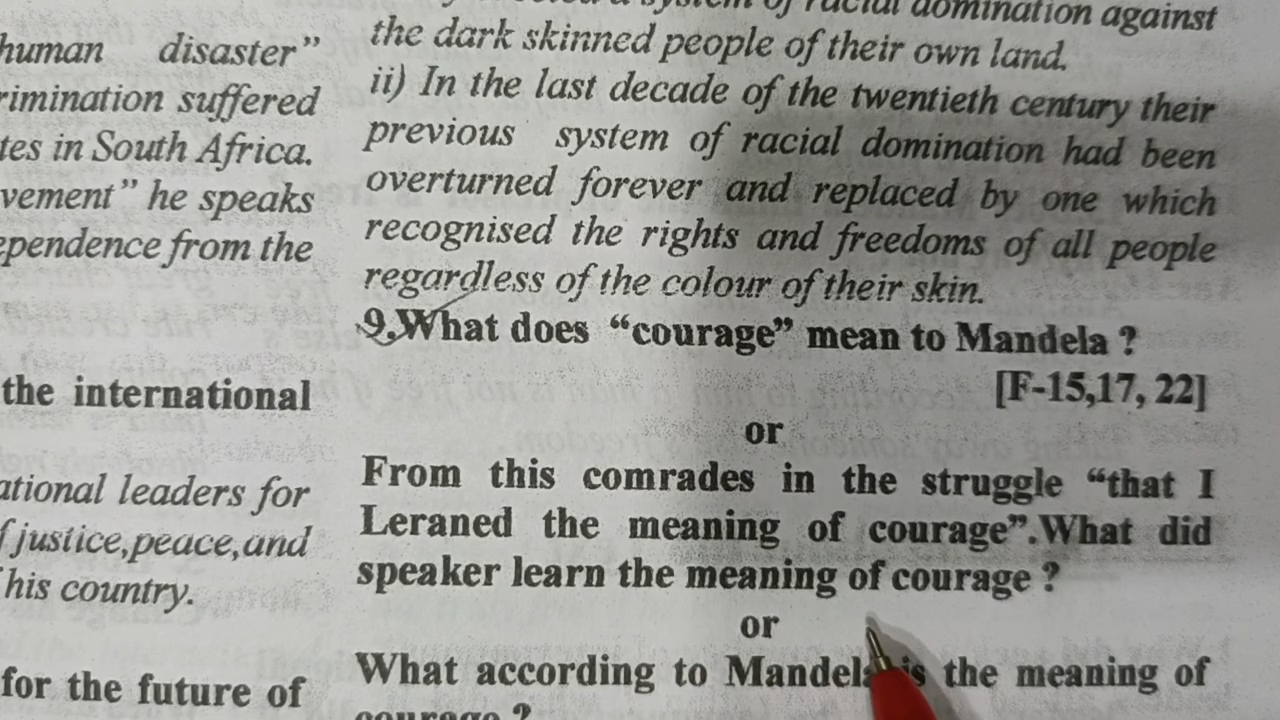 human disaster"
rimination suffered
tes in South Africa.
vement" he speaks
ependence from the
the international
ational leaders for
f justice,peace,and
his country.
for the future of
a system of racial domination against
the dark skinned people of their own land.
ii) In the last decade of the twentieth century their
previous system of racial domination had been
overturned forever and replaced by one which
recognised the rights and freedoms of all people
regardless of the colour of their skin.
9.What does "courage" mean to Mandela ?
[F-15,17, 22]
or
From this comrades in the struggle "that I
Leraned the meaning of courage".What did
speaker learn the meaning of courage ?
or
What according to Mandela is the meaning of
courage ?